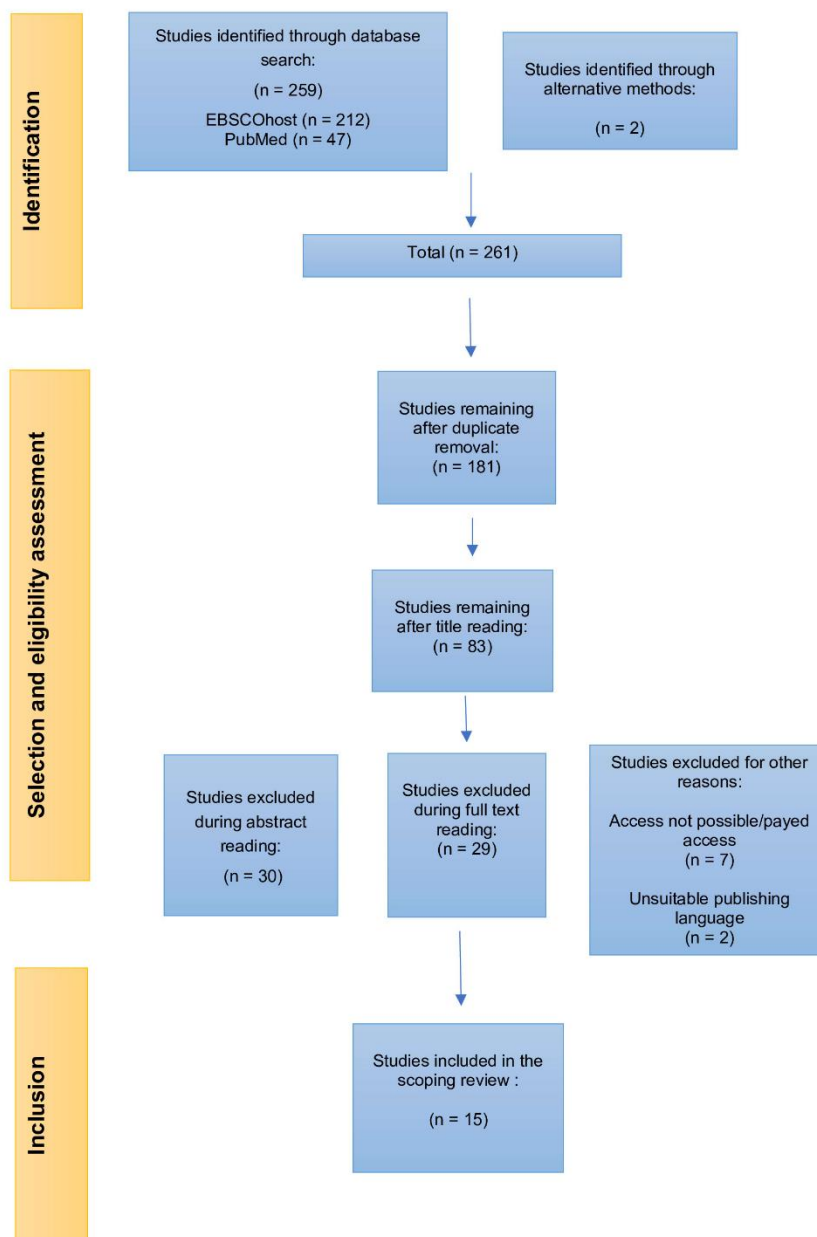 Identification
Studies identified through database
search:
(n = 259)
EBSCOhost (n = 212)
PubMed (n = 47)
Studies identified through
alternative methods:
(n = 2)
Total (n = 261)
Selection and eligibility assessment
Studies remaining
after duplicate
removal:
(n = 181)
Studies remaining
after title reading:
(n = 83)
Studies excluded
during abstract
reading:
(n = 30)
Studies excluded
during full text
reading:
(n = 29)
Studies excluded for other
reasons:
Access not possible/payed
access
(n = 7)
Unsuitable publishing
language
(n = 2)
Inclusion
Studies included in the
scoping review :
(n = 15)